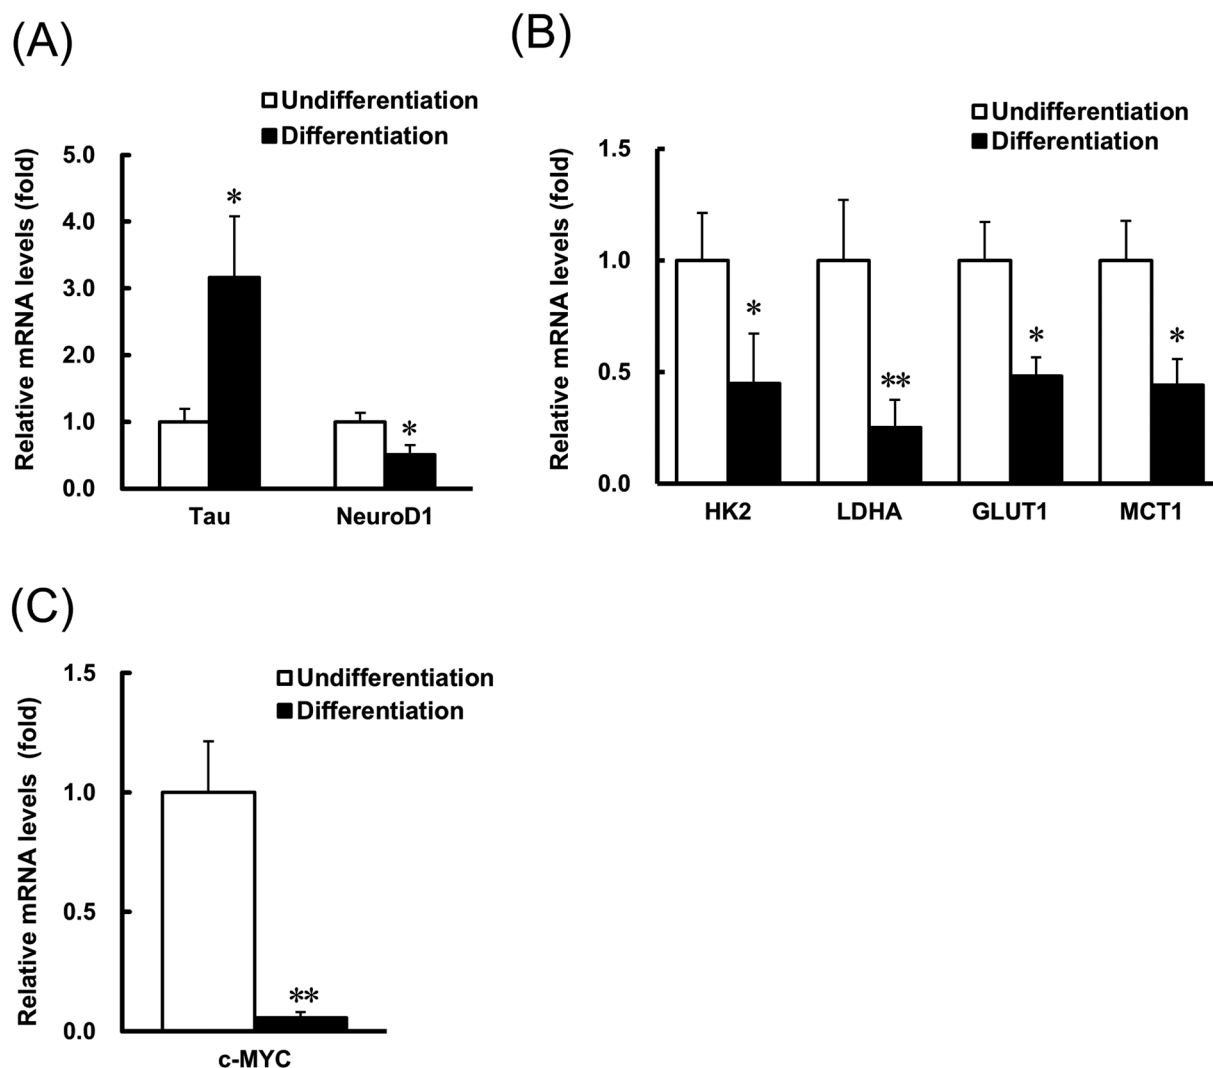 (A)
Undifferentiation
Differentiation
Relative mRNA levels (fold)
5.0
4.0
3.0
2.0
1.0
0.0
*
*
Tau
NeuroD1
(B)
Undifferentiation
Differentiation
Relative mRNA levels (fold)
1.5
1.0
0.5
0.0
*
**
*
*
HK2
LDHA
GLUT1
MCT1
(C)
Undifferentiation
Differentiation
Relative mRNA levels (fold)
1.5
1.0
0.5
0.0
**
c-MYC